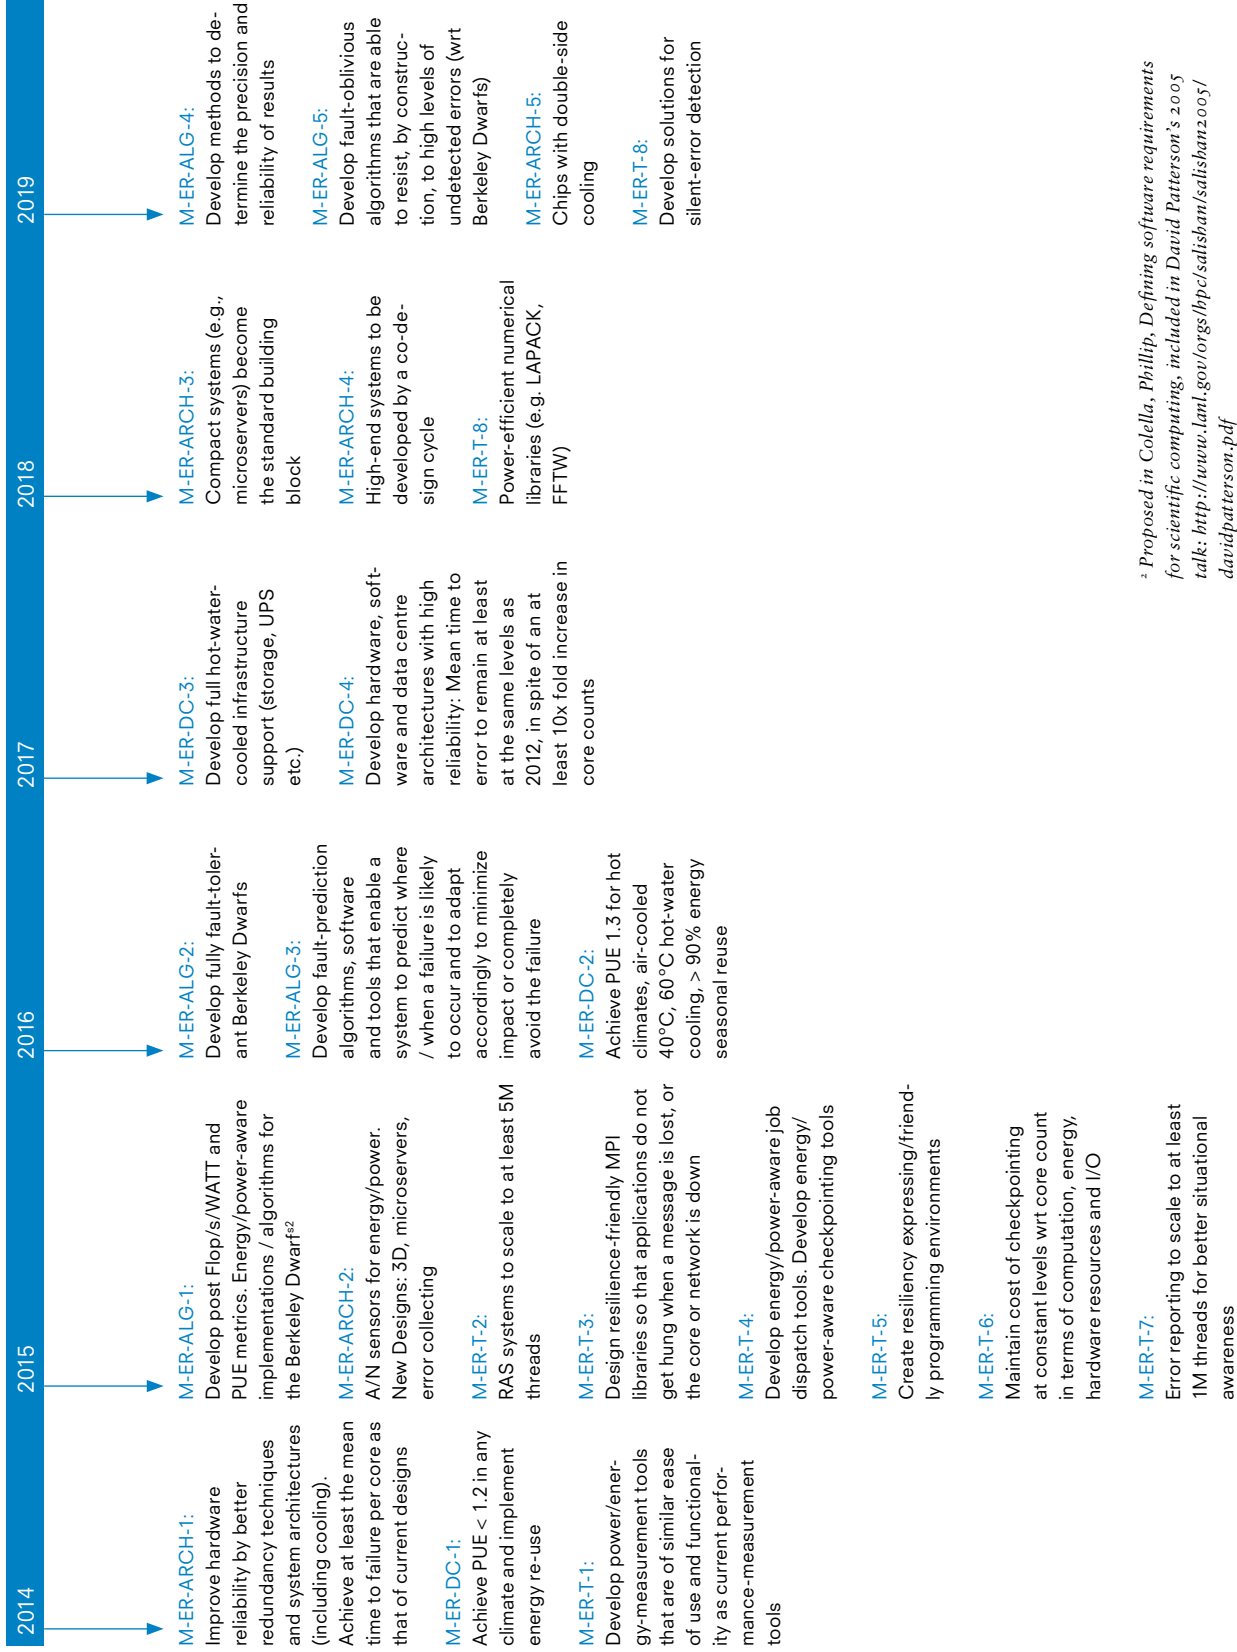 2014
M-ER-ARCH-1:
Improve hardware
reliability by better
redundancy techniques
and system architectures
(including cooling).
Achieve at least the mean
time to failure per core as
that of current designs
M-ER-DC-1:
Achieve PUE < 1.2 in any
climate and implement
energy re-use
M-ER-T-1:
Develop power/ener-
gy-measurement tools
that are of similar ease
of use and functional-
ity as current perfor-
mance-measurement
tools
2015
M-ER-ALG-1:
Develop post Flop/s/WATT and
PUE metrics. Energy/power-aware
implementations / algorithms for
the Berkeley Dwarfs2
M-ER-ARCH-2:
A/N sensors for energy/power.
New Designs: 3D, microservers,
error collecting
M-ER-T-2:
RAS systems to scale to at least 5M
threads
M-ER-T-3:
Design resilience-friendly MPI
libraries so that applications do not
get hung when a message is lost, or
the core or network is down
M-ER-T-4:
Develop energy/power-aware job
dispatch tools. Develop energy/
power-aware checkpointing tools
M-ER-T-5:
Create resiliency expressing/friend-
ly programming environments
M-ER-T-6:
Maintain cost of checkpointing
at constant levels wrt core count
in terms of computation, energy,
hardware resources and I/O
M-ER-T-7:
Error reporting to scale to at least
1M threads for better situational
awareness
2016
M-ER-ALG-2:
Develop fully fault-toler-
ant Berkeley Dwarfs
M-ER-ALG-3:
Develop fault-prediction
algorithms, software
and tools that enable a
system to predict where
/ when a failure is likely
to occur and to adapt
accordingly to minimize
impact or completely
avoid the failure
M-ER-DC-2:
Achieve PUE 1.3 for hot
climates, air-cooled
40°C, 60°C hot-water
cooling, > 90% energy
seasonal reuse
2017
M-ER-DC-3:
Develop full hot-water-
cooled infrastructure
support (storage, UPS
etc.)
M-ER-DC-4:
Develop hardware, soft-
ware and data centre
architectures with high
reliability: Mean time to
error to remain at least
at the same levels as
2012, in spite of an at
least 10x fold increase in
core counts
2018
M-ER-ARCH-3:
Compact systems (e.g.,
microservers) become
the standard building
block
M-ER-ARCH-4:
High-end systems to be
developed by a co-de-
sign cycle
M-ER-T-8:
Power-efficient numerical
libraries (e.g. LAPACK,
FFTW)
2019
M-ER-ALG-4:
Develop methods to de-
termine the precision and
reliability of results
M-ER-ALG-5:
Develop fault-oblivious
algorithms that are able
to resist, by construc-
tion, to high levels of
undetected errors (wrt
Berkeley Dwarfs)
M-ER-ARCH-5:
Chips with double-side
cooling
M-ER-T-8:
Develop solutions for
silent-error detection
2 Proposed in Colella, Phillip, Defining software requirements
for scientific computing, included in David Patterson's 2005
talk: http://www.lanl.gov/orgs/hpc/salishan/salishan2005/
davidpatterson.pdf